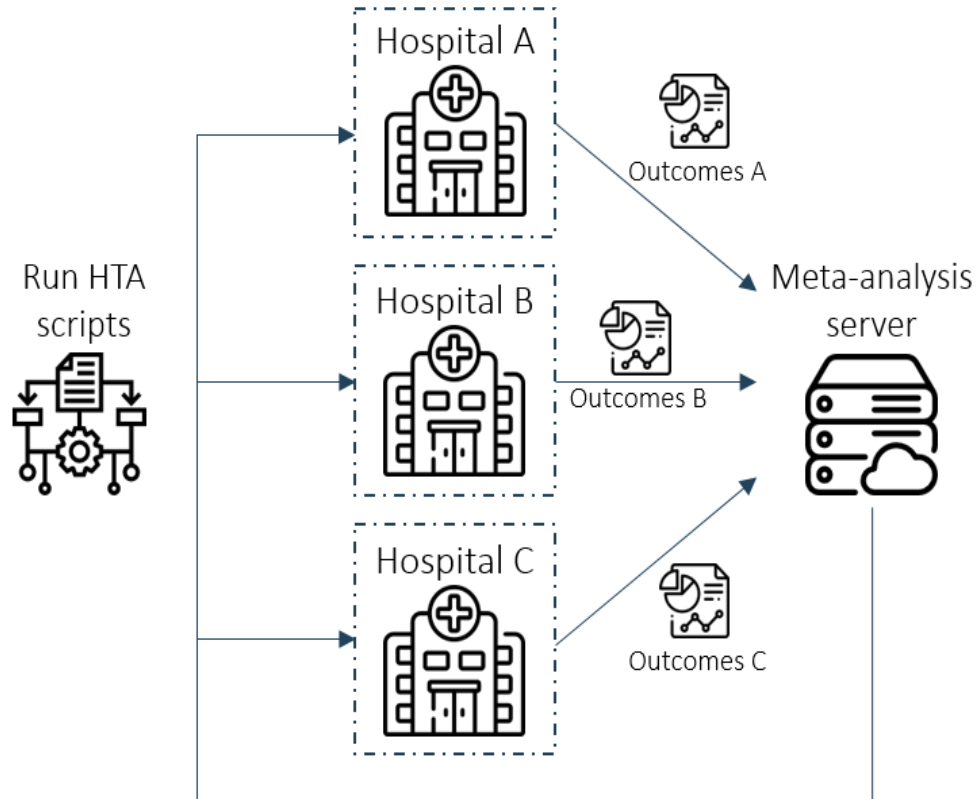 Hospital A
Outcomes A
Run HTA
scripts
Hospital B
Outcomes B
Meta-analysis
server
Hospital C
Outcomes C